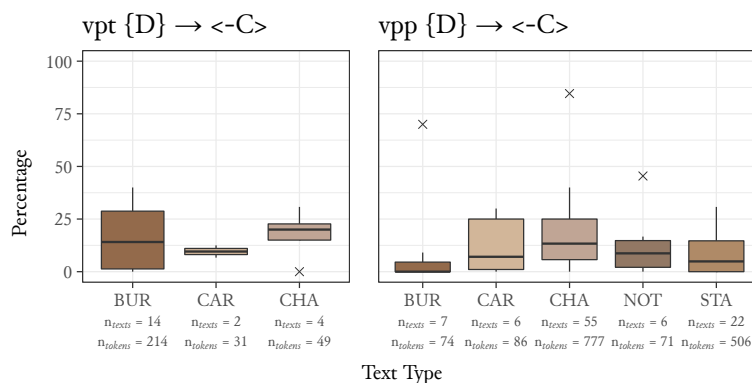 vpt {D} → <-C>
vpp {D} → <-C>
Percentage
100
75
50
25
0
BUR CAR CHA
n_texts = 14 n_texts = 2 n_texts = 4
n_tokens = 214 n_tokens = 31 n_tokens = 49
BUR CAR CHA NOT STA
n_texts = 7 n_texts = 6 n_texts = 55 n_texts = 6 n_texts = 22
n_tokens = 74 n_tokens = 86 n_tokens = 777 n_tokens = 71 n_tokens = 506
Text Type